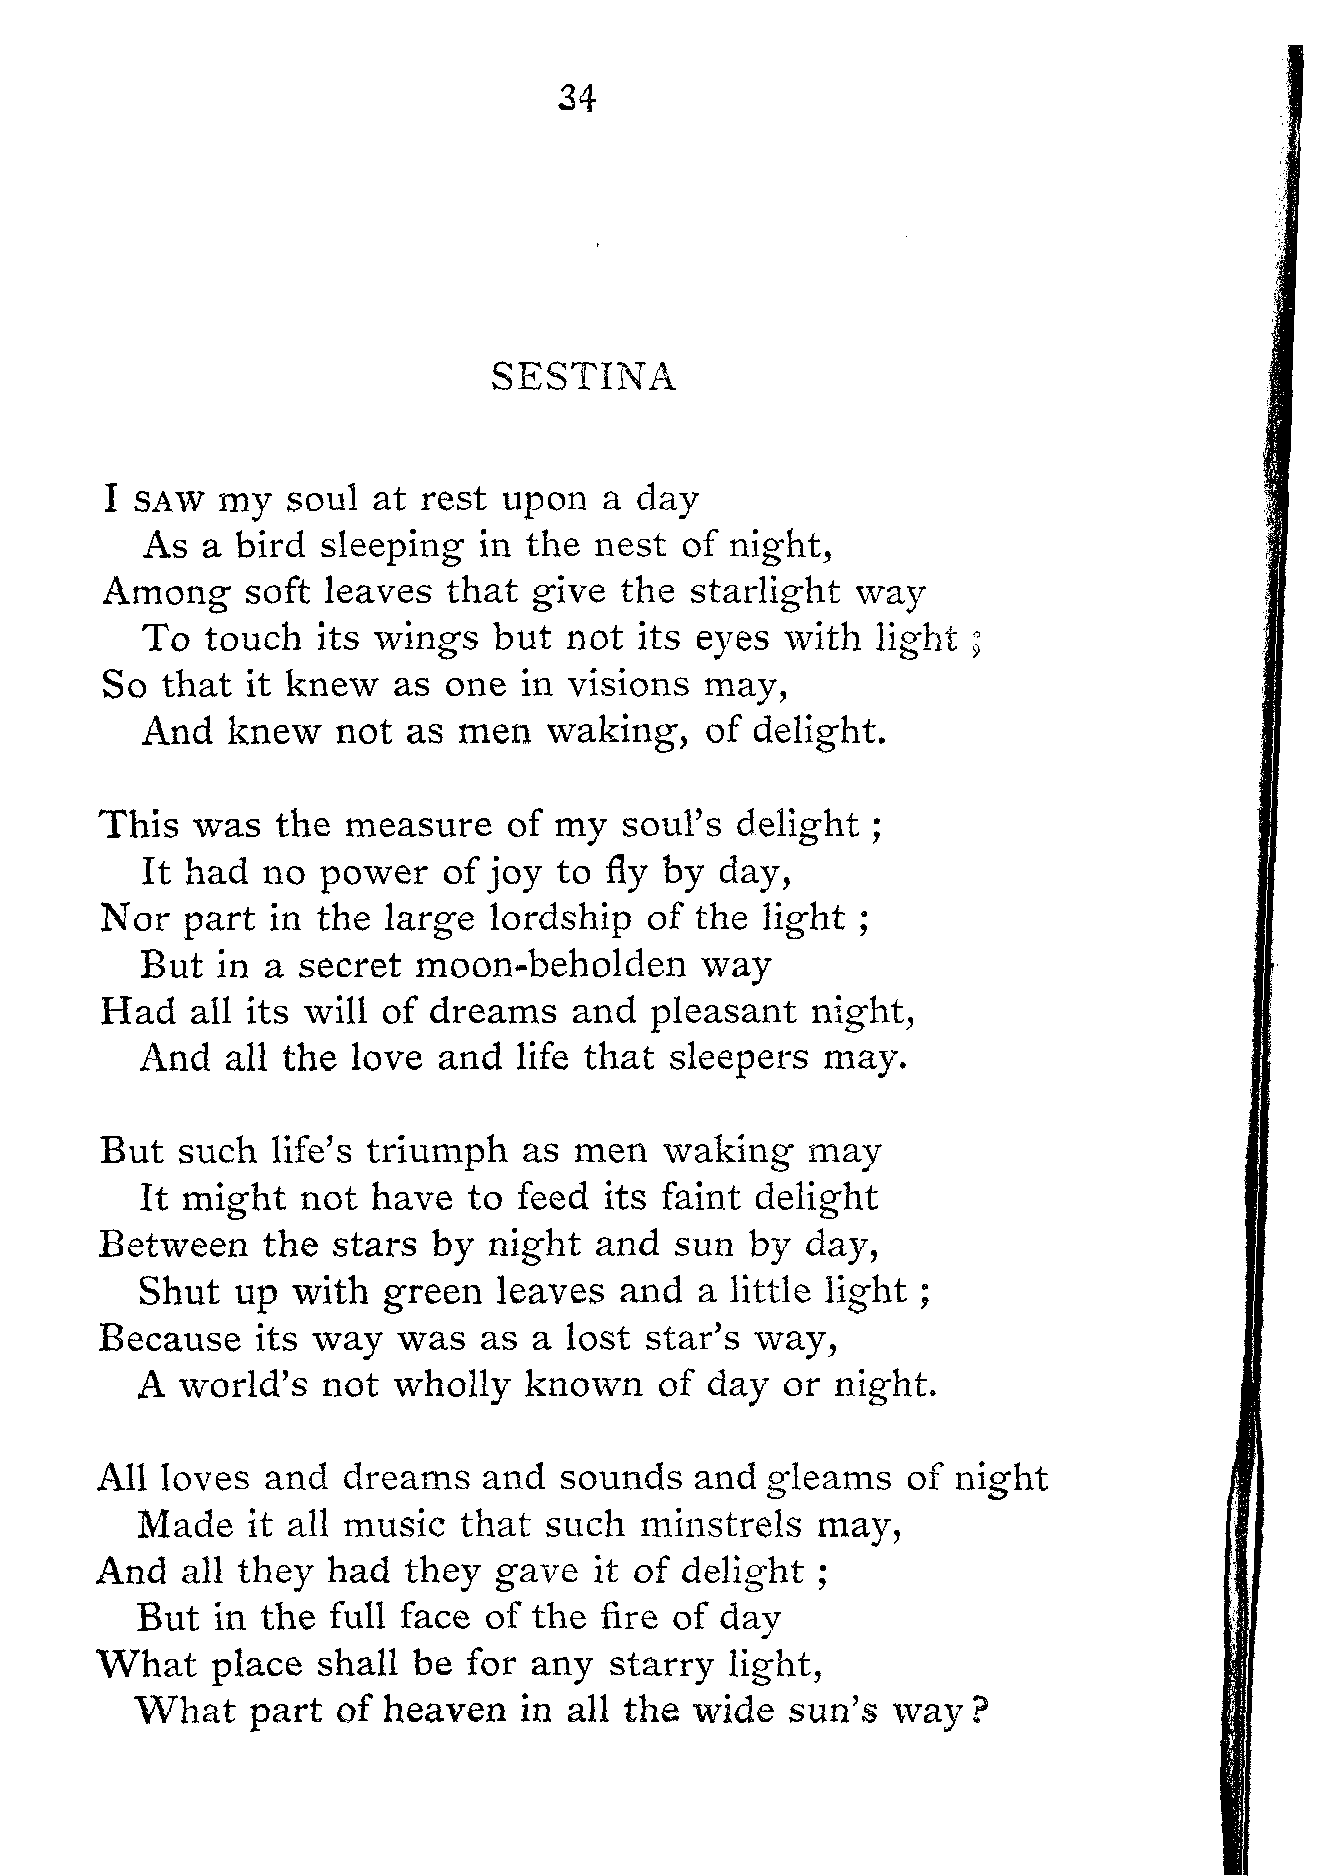 34
SESTINA
I SAW my soul at rest upon a day
As a bird sleeping in the nest of night,
Among soft leaves that give the starlight way
To touch its wings but not its eyes with light ;
So that it knew as one in visions may,
And knew not as men waking, of delight.
This was the measure of my soul's delight ;
It had no power of joy to fly by day,
Nor part in the large lordship of the light ;
But in a secret moon-beholden way
Had all its will of dreams and pleasant night,
And all the love and life that sleepers may.
But such life's triumph as men waking may
It might not have to feed its faint delight
Between the stars by night and sun by day,
Shut up with green leaves and a little light ;
Because its way was as a lost star's way,
A world's not wholly known of day or night.
All loves and dreams and sounds and gleams of night
Made it all music that such minstrels may,
And all they had they gave it of delight ;
But in the full face of the fire of day
What place shall be for any starry light,
What part of heaven in all the wide sun's way?